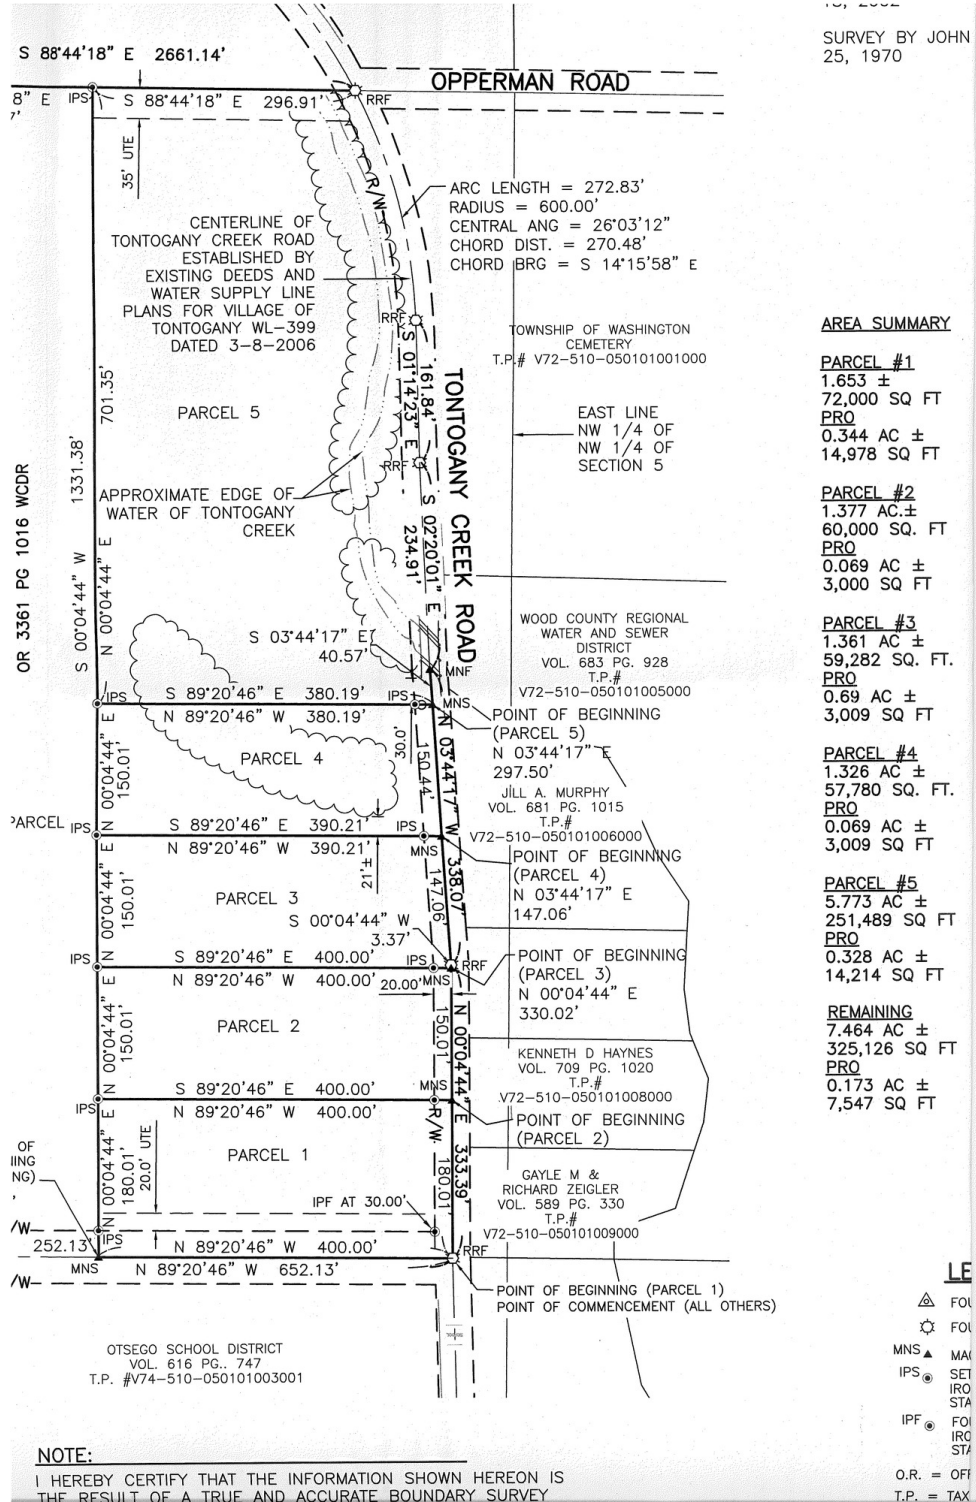 18, 2002
SURVEY BY JOHN
25, 1970
S 88°44'18" E 2661.14'
OPPERMAN ROAD
8" E
7'
IPS
S 88°44'18" E 296.91'
RRF
35' UTE
R/W
ARC LENGTH = 272.83'
RADIUS = 600.00'
CENTRAL ANG = 26°03'12"
CHORD DIST. = 270.48'
CHORD BRG = S 14°15'58" E
CENTERLINE OF
TONTOGANY CREEK ROAD
ESTABLISHED BY
EXISTING DEEDS AND
WATER SUPPLY LINE
PLANS FOR VILLAGE OF
TONTOGANY WL-399
DATED 3-8-2006
RRF
TOWNSHIP OF WASHINGTON
CEMETERY
T.P.# V72-510-050101001000
S 01°14'23" E
161.84'
TONTOGANY CREEK ROAD
701.35'
PARCEL 5
EAST LINE
NW 1/4 OF
NW 1/4 OF
SECTION 5
RRF
1331.38'
APPROXIMATE EDGE OF
WATER OF TONTOGANY
CREEK
S 02°20'01" E
234.91'
OR 3361 PG 1016 WCDR
S 00°04'44" W
N 00°04'44" E
WOOD COUNTY REGIONAL
WATER AND SEWER
DISTRICT
VOL. 683 PG. 928
T.P.#
V72-510-050101005000
S 03°44'17" E
40.57'
MNF
IPS
S 89°20'46" E 380.19'
IPS
MNS
N 89°20'46" W 380.19'
POINT OF BEGINNING
(PARCEL 5)
N 03°44'17" E
297.50'
30.0'
150.44'
N 03°44'17" W 338.07'
N 00°04'44" E
150.01'
PARCEL 4
JILL A. MURPHY
VOL. 681 PG. 1015
T.P.#
V72-510-050101006000
PARCEL
IPS
S 89°20'46" E 390.21'
IPS
N 89°20'46" W 390.21'
MNS
POINT OF BEGINNING
(PARCEL 4)
N 03°44'17" E
147.06'
21'±
147.06'
N 00°04'44" E
150.01'
PARCEL 3
S 00°04'44" W
3.37'
IPS
S 89°20'46" E 400.00'
IPS
RRF
N 89°20'46" W 400.00'
20.00'
MNS
POINT OF BEGINNING
(PARCEL 3)
N 00°04'44" E
330.02'
N 00°04'44" E
150.01'
PARCEL 2
150.01'
N 00°04'44" E 333.39'
KENNETH D HAYNES
VOL. 709 PG. 1020
T.P.#
V72-510-050101008000
S 89°20'46" E 400.00'
MNS
IPS
N 89°20'46" W 400.00'
R/W
POINT OF BEGINNING
(PARCEL 2)
OF
NG)
N 00°04'44" E
180.01'
20.0' UTE
PARCEL 1
180.01'
GAYLE M &
RICHARD ZEIGLER
VOL. 589 PG. 330
T.P.#
V72-510-050101009000
IPF AT 30.00'
/W
IPS
252.13'
N 89°20'46" W 400.00'
RRF
MNS
N 89°20'46" W 652.13'
/W
POINT OF BEGINNING (PARCEL 1)
POINT OF COMMENCEMENT (ALL OTHERS)
OTSEGO SCHOOL DISTRICT
VOL. 616 PG.. 747
T.P. #V74-510-050101003001
AREA SUMMARY
PARCEL #1
1.653 ±
72,000 SQ FT
PRO
0.344 AC ±
14,978 SQ FT
PARCEL #2
1.377 AC.±
60,000 SQ. FT
PRO
0.069 AC ±
3,000 SQ FT
PARCEL #3
1.361 AC ±
59,282 SQ. FT.
PRO
0.69 AC ±
3,009 SQ FT
PARCEL #4
1.326 AC ±
57,780 SQ. FT.
PRO
0.069 AC ±
3,009 SQ FT
PARCEL #5
5.773 AC ±
251,489 SQ FT
PRO
0.328 AC ±
14,214 SQ FT
REMAINING
7.464 AC ±
325,126 SQ FT
PRO
0.173 AC ±
7,547 SQ FT
LE
FOU
FOU
MNS MA
IPS SET
IRO
STA
IPF FOU
IRO
STA
O.R. = OFF
T.P. = TAX
NOTE:
I HEREBY CERTIFY THAT THE INFORMATION SHOWN HEREON IS
THE RESULT OF A TRUE AND ACCURATE BOUNDARY SURVEY